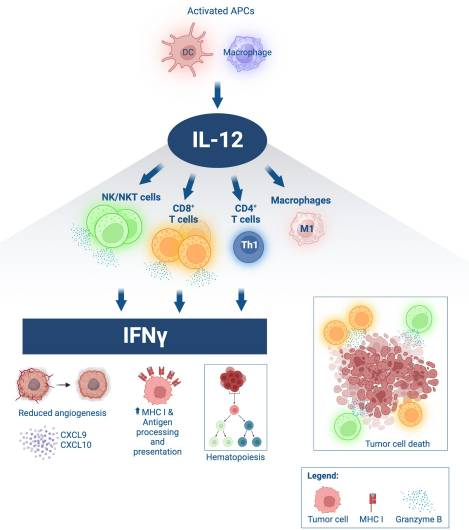 Activated APCs
DC
Macrophage
IL-12
NK/NKT cells
CD8⁺
T cells
CD4⁺
T cells
Macrophages
Th1
M1
IFNγ
Reduced angiogenesis
CXCL9
CXCL10
⬆MHC I &
Antigen
processing
and
presentation
Hematopoiesis
Tumor cell death
Legend:
Tumor cell
MHC I
Granzyme B